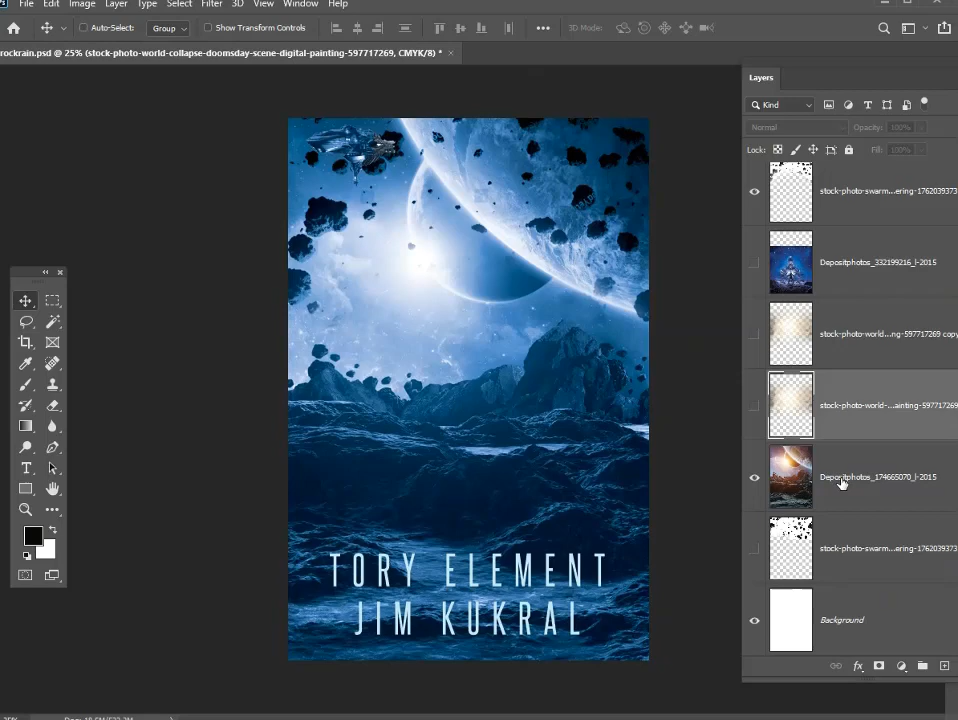 File Edit Image Layer Type Select Filter 3D View Window Help
Auto-Select: Group Show Transform Controls 3D Mode:
rockrain.psd @ 25% (stock-photo-world-collapse-doomsday-scene-digital-painting-597717269, CMYK/8) *
Layers
Kind
Normal Opacity: 100%
Lock: Fill: 100%
stock-photo-swarm...ering-1762039373
Depositphotos_332199216_l-2015
stock-photo-world...ng-597717269 copy
stock-photo-world-...ainting-597717269
Depositphotos_174665070_l-2015
stock-photo-swarm...ering-1762039373
Background
TORY ELEMENT
JIM KUKRAL